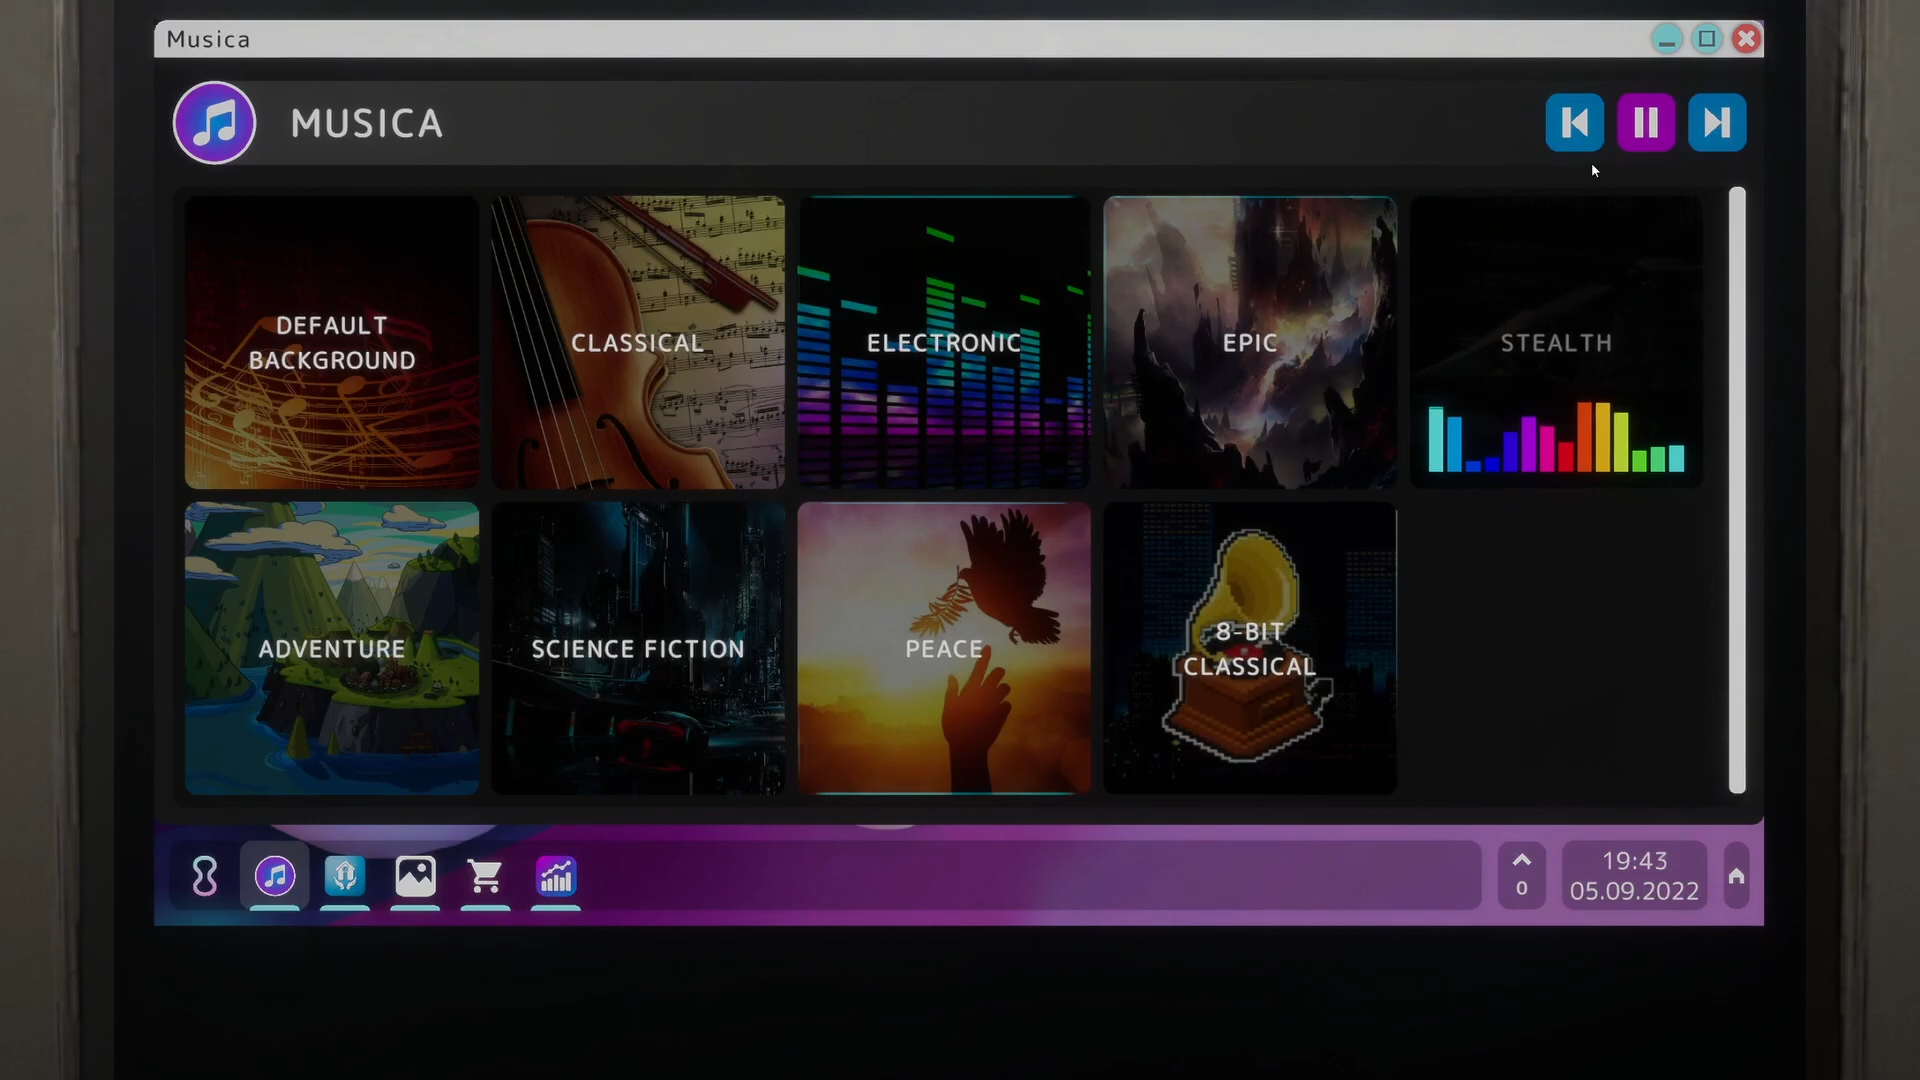 Musica
MUSICA
DEFAULT
BACKGROUND
CLASSICAL
ELECTRONIC
EPIC
STEALTH
ADVENTURE
SCIENCE FICTION
PEACE
8-BIT
CLASSICAL
0
19:43
05.09.2022